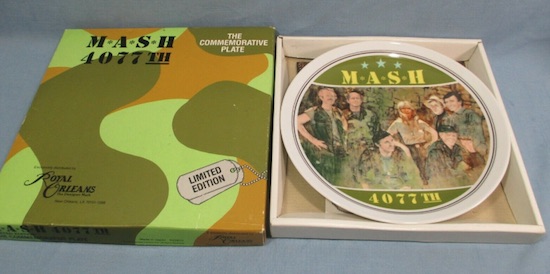 M*A*S*H
4077TH
THE
COMMEMORATIVE
PLATE
ROYAL
ORLEANS
LIMITED
EDITION
M*A*S*H
4077TH